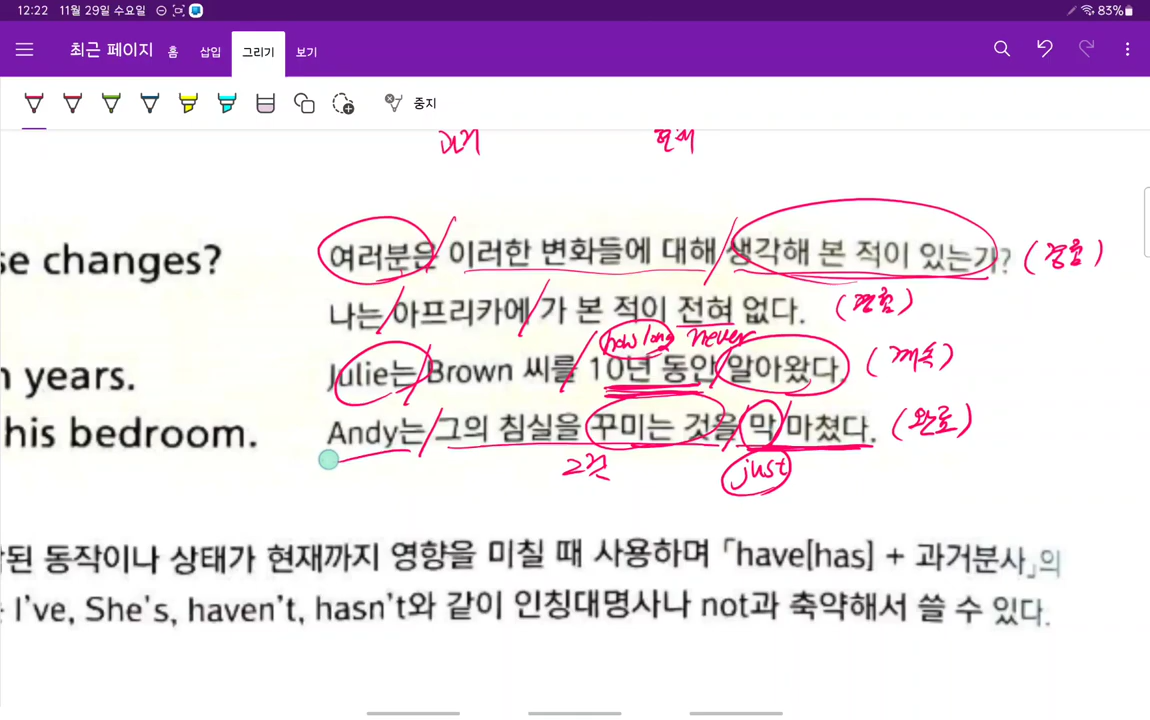 12:22 11월 29일 수요일 83%
최근 페이지 홈 삽입 그리기 보기
중지
과거 현재
se changes? 여러분은 이러한 변화들에 대해 생각해 본 적이 있는가? (경험)
나는 아프리카에 가 본 적이 전혀 없다. (경험)
how long never
n years. Julie는 Brown 씨를 10년 동안 알아왔다. (계속)
his bedroom. Andy는 그의 침실을 꾸미는 것을 막 마쳤다. (완료)
just
된 동작이나 상태가 현재까지 영향을 미칠 때 사용하며 「have[has] + 과거분사」의
I've, She's, haven't, hasn't와 같이 인칭대명사나 not과 축약해서 쓸 수 있다.